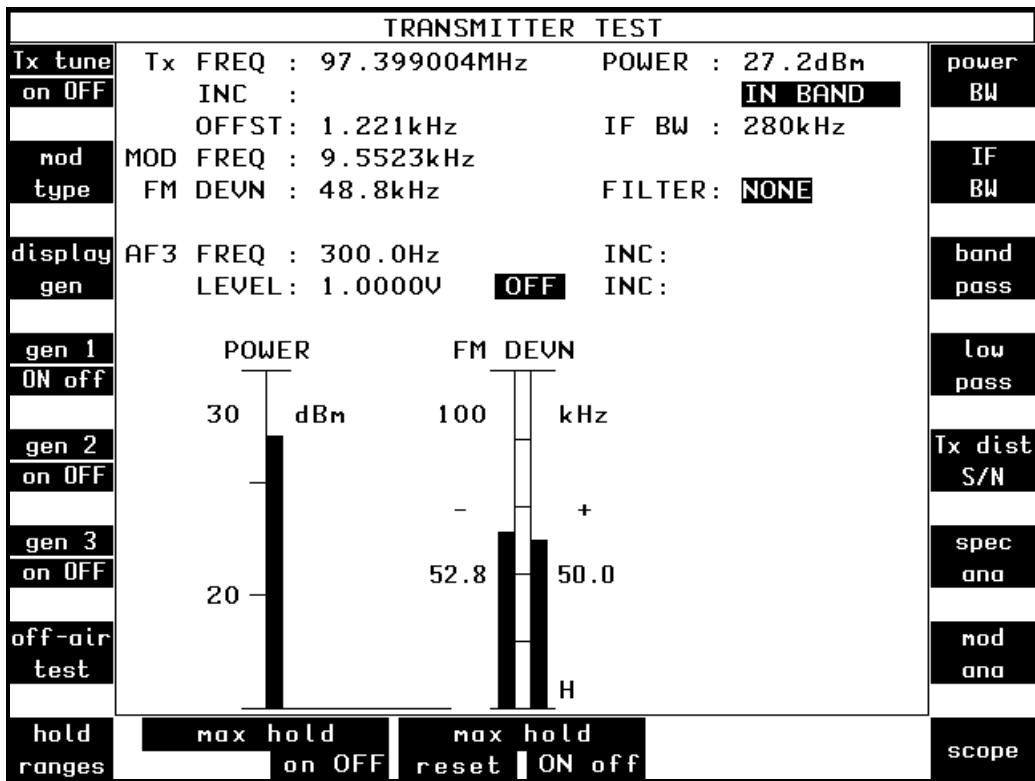 TRANSMITTER TEST
Tx tune
on OFF
mod
type
display
gen
gen 1
ON off
gen 2
on OFF
gen 3
on OFF
off-air
test
hold
ranges
Tx FREQ : 97.399004MHz POWER : 27.2dBm
INC : IN BAND
OFFST: 1.221kHz IF BW : 280kHz
MOD FREQ : 9.5523kHz
FM DEVN : 48.8kHz FILTER: NONE
AF3 FREQ : 300.0Hz INC:
LEVEL: 1.0000V OFF INC:
POWER FM DEVN
30 dBm 100 kHz
- +
52.8 50.0
20
H
max hold
on OFF
max hold
reset ON off
power
BW
IF
BW
band
pass
low
pass
Tx dist
S/N
spec
ana
mod
ana
scope